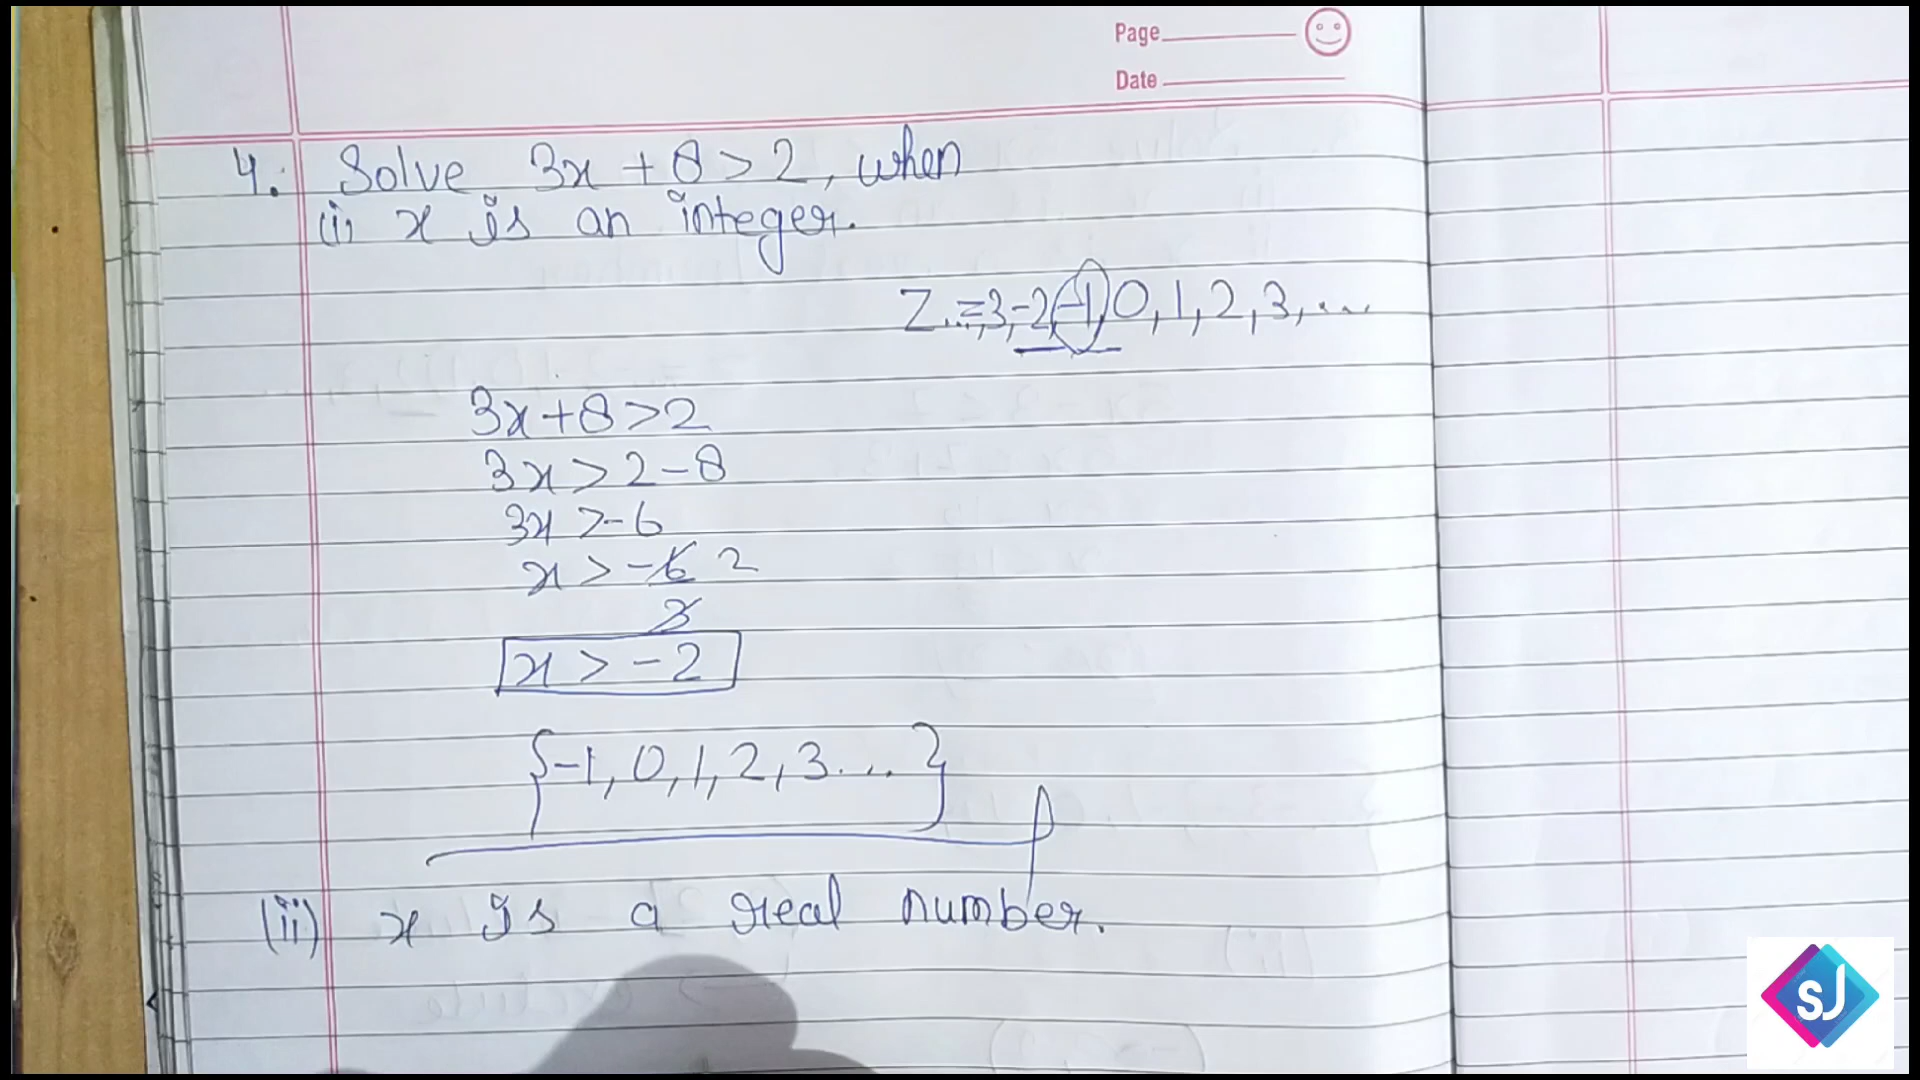 Page
Date
4. Solve 3x + 8 > 2, when
(i) x is an integer.
Z...=,-3,-2,-1,0,1,2,3,...
3x+8>2
3x>2-8
3x>-6
x>-6 2
3
x>-2
{-1,0,1,2,3...}
(ii) x is a real number.
SJ